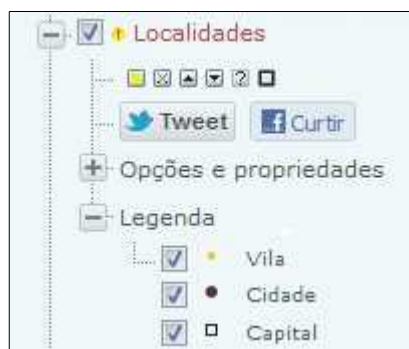 Localidades
?
Tweet Curtir
Opções e propriedades
Legenda
Vila
Cidade
Capital